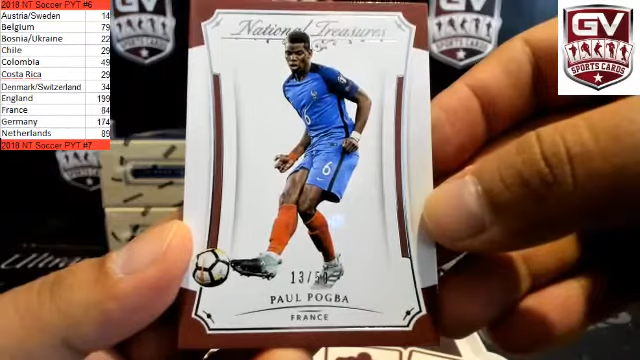 2018 NT Soccer PYT #6
Austria/Sweden 14
Belgium 79
Bosnia/Ukraine 22
Chile 29
Colombia 49
Costa Rica 29
Denmark/Switzerland 34
England 199
France 84
Germany 174
Netherlands 89
2018 NT Soccer PYT #7
GV
SPORTS CARDS
National Treasures
6
6
13/50
PAUL POGBA
FRANCE